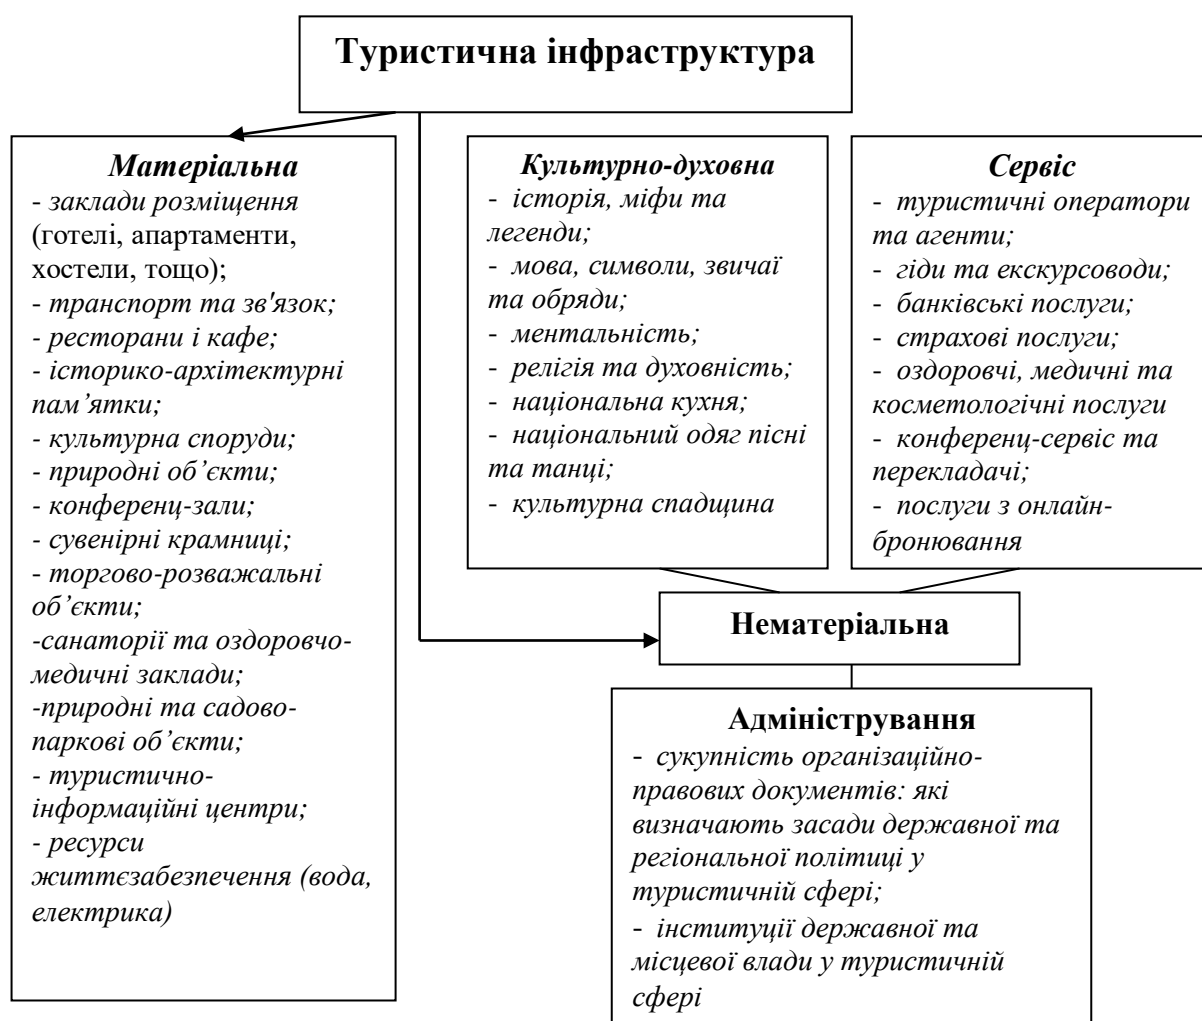 Туристична інфраструктура
Матеріальна
- заклади розміщення
(готелі, апартаменти,
хостели, тощо);
- транспорт та зв'язок;
- ресторани і кафе;
- історико-архітектурні
пам’ятки;
- культурна споруди;
- природні об’єкти;
- конференц-зали;
- сувенірні крамниці;
- торгово-розважальні
об’єкти;
-санаторії та оздоровчо-
медичні заклади;
-природні та садово-
паркові об’єкти;
- туристично-
інформаційні центри;
- ресурси
життєзабезпечення (вода,
електрика)
Культурно-духовна
- історія, міфи та
легенди;
- мова, символи, звичаї
та обряди;
- ментальність;
- релігія та духовність;
- національна кухня;
- національний одяг пісні
та танці;
- культурна спадщина
Сервіс
- туристичні оператори
та агенти;
- гіди та екскурсоводи;
- банківські послуги;
- страхові послуги;
- оздоровчі, медичні та
косметологічні послуги
- конференц-сервіс та
перекладачі;
- послуги з онлайн-
бронювання
Нематеріальна
Адміністрування
- сукупність організаційно-
правових документів: які
визначають засади державної та
регіональної політиці у
туристичній сфері;
- інституції державної та
місцевої влади у туристичній
сфері